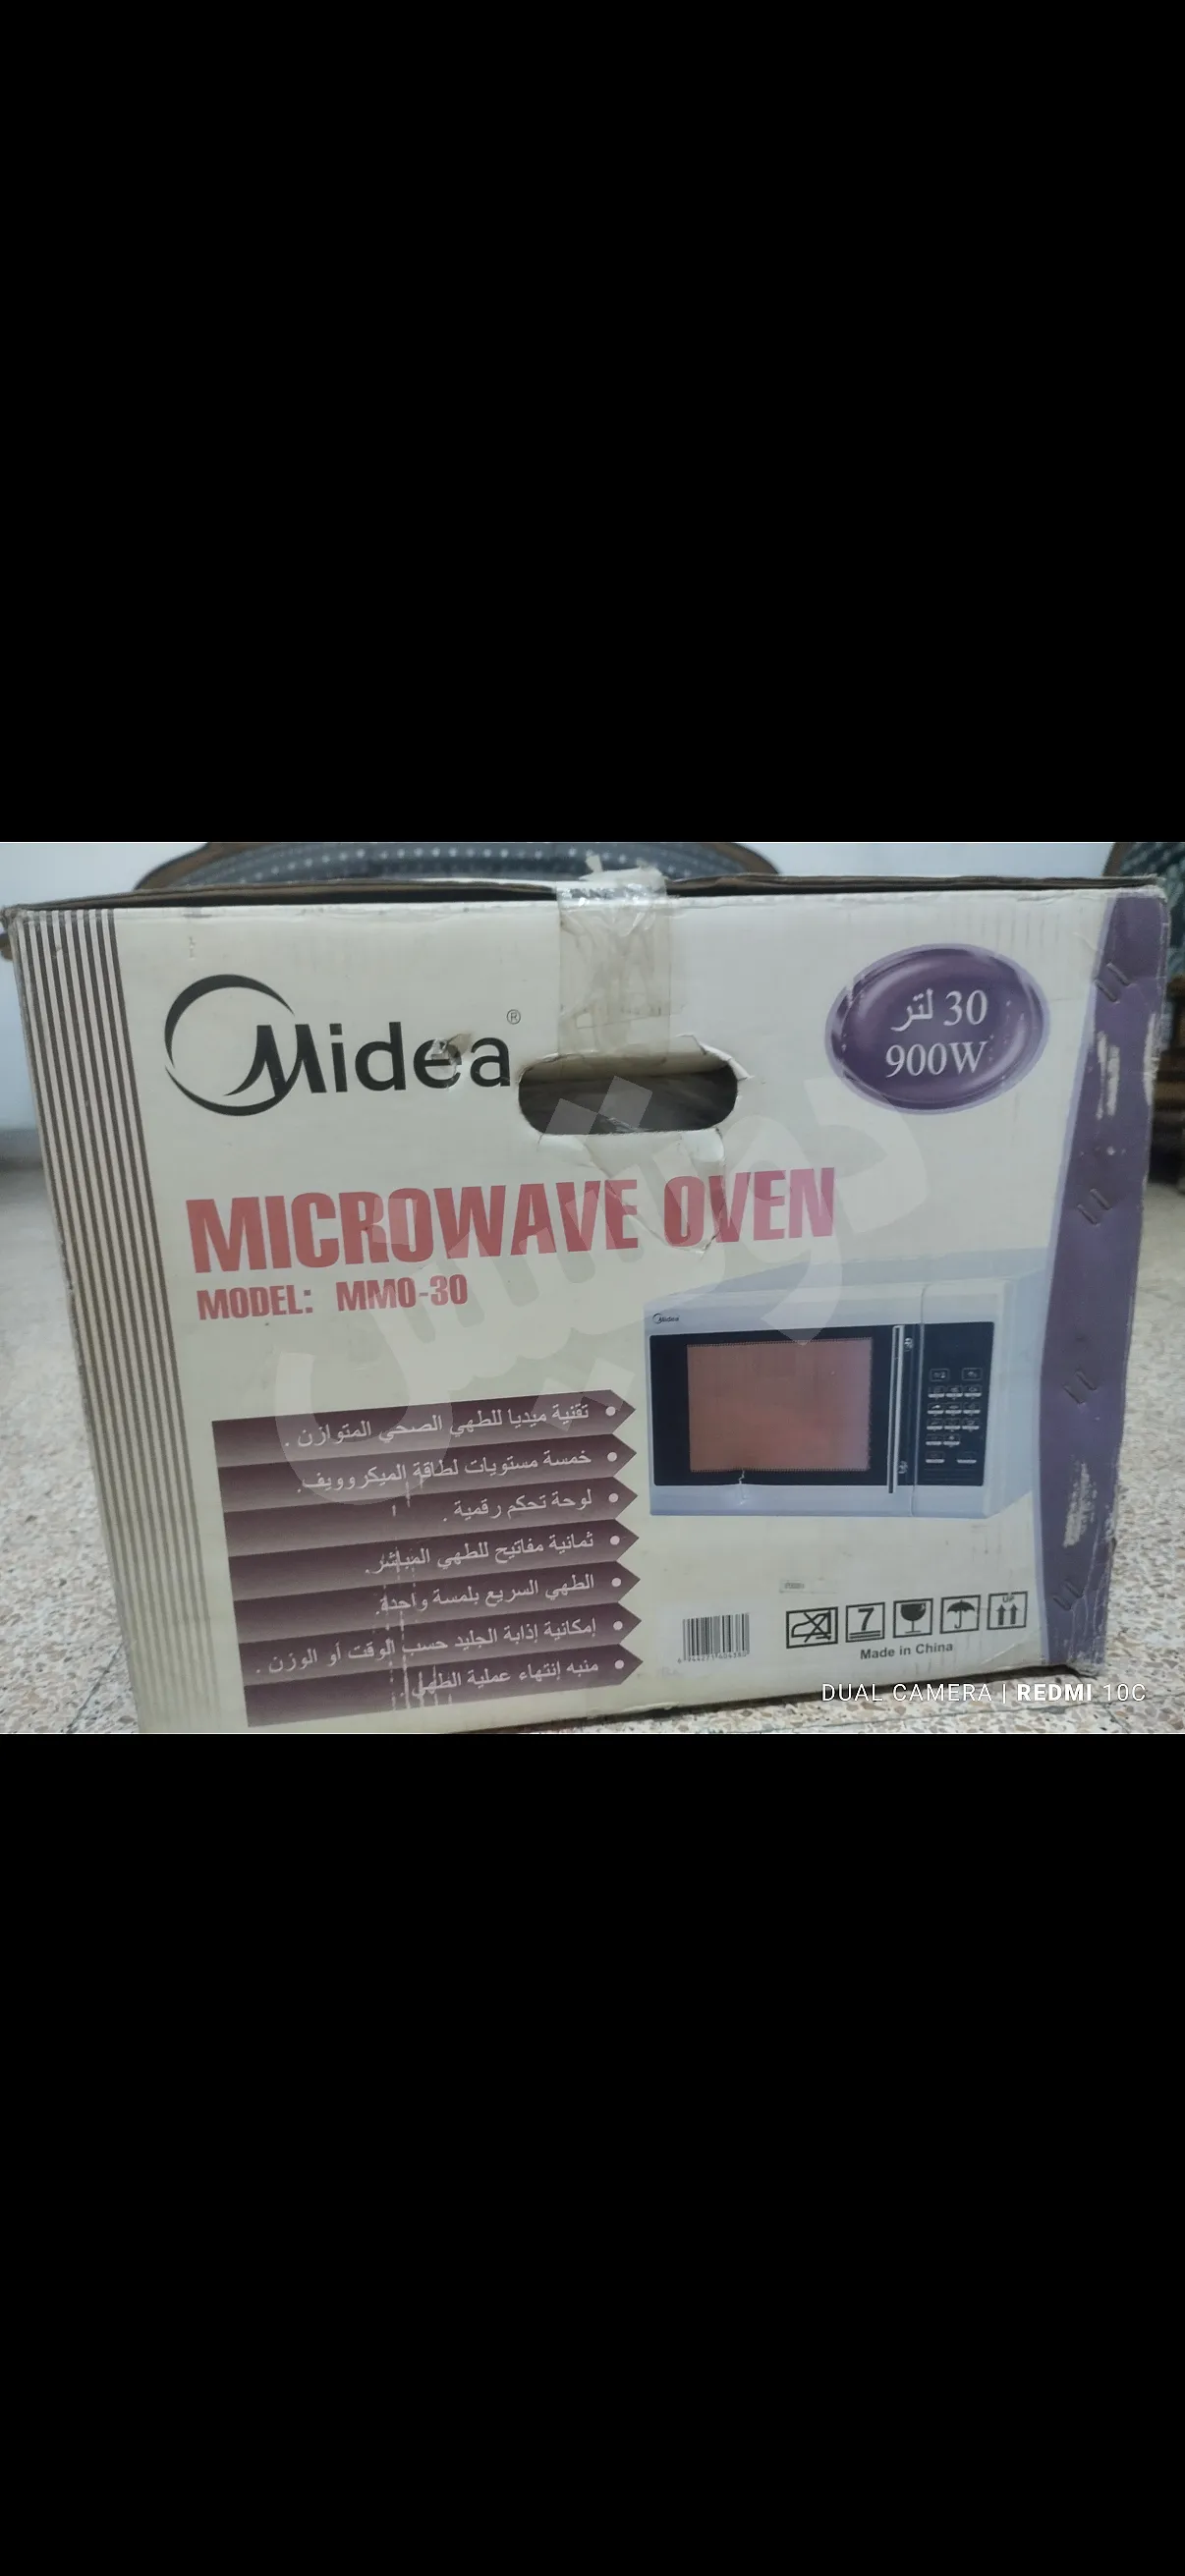 Midea®
30 لتر
900W
MICROWAVE OVEN
MODEL: MMO-30
Midea
تقنية ميديا للطهي الصحي المتوازن .
خمسة مستويات لطاقة الميكروويف.
لوحة تحكم رقمية .
ثمانية مفاتيح للطهي المباشر.
الطهي السريع بلمسة واحدة.
إمكانية إذابة الجليد حسب الوقت أو الوزن .
منبه إنتهاء عملية الطهي .
7
UP
Made in China
DUAL CAMERA | REDMI 10C